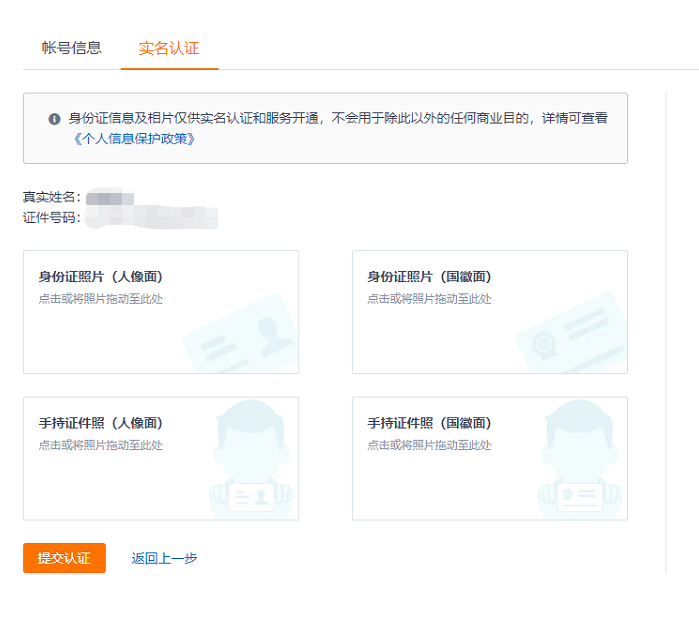 帐号信息 实名认证
身份证信息及相片仅供实名认证和服务开通，不会用于除此以外的任何商业目的，详情可查看
《个人信息保护政策》
真实姓名：
证件号码：
身份证照片（人像面） 身份证照片（国徽面）
点击或将照片拖动至此处 点击或将照片拖动至此处
手持证件照（人像面） 手持证件照（国徽面）
点击或将照片拖动至此处 点击或将照片拖动至此处
提交认证 返回上一步